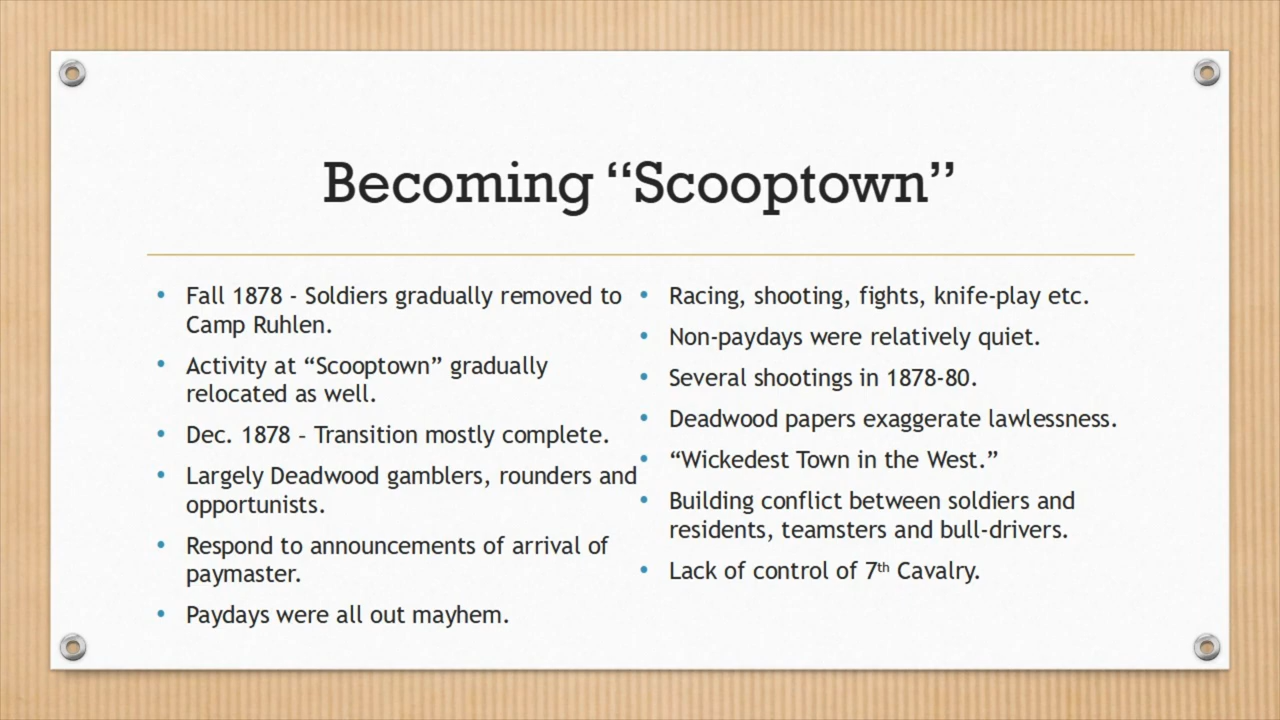 Becoming “Scooptown”
• Fall 1878 - Soldiers gradually removed to
Camp Ruhlen.
• Activity at “Scooptown” gradually
relocated as well.
• Dec. 1878 – Transition mostly complete.
• Largely Deadwood gamblers, rounders and
opportunists.
• Respond to announcements of arrival of
paymaster.
• Paydays were all out mayhem.
• Racing, shooting, fights, knife-play etc.
• Non-paydays were relatively quiet.
• Several shootings in 1878-80.
• Deadwood papers exaggerate lawlessness.
• “Wickedest Town in the West.”
• Building conflict between soldiers and
residents, teamsters and bull-drivers.
• Lack of control of 7th Cavalry.